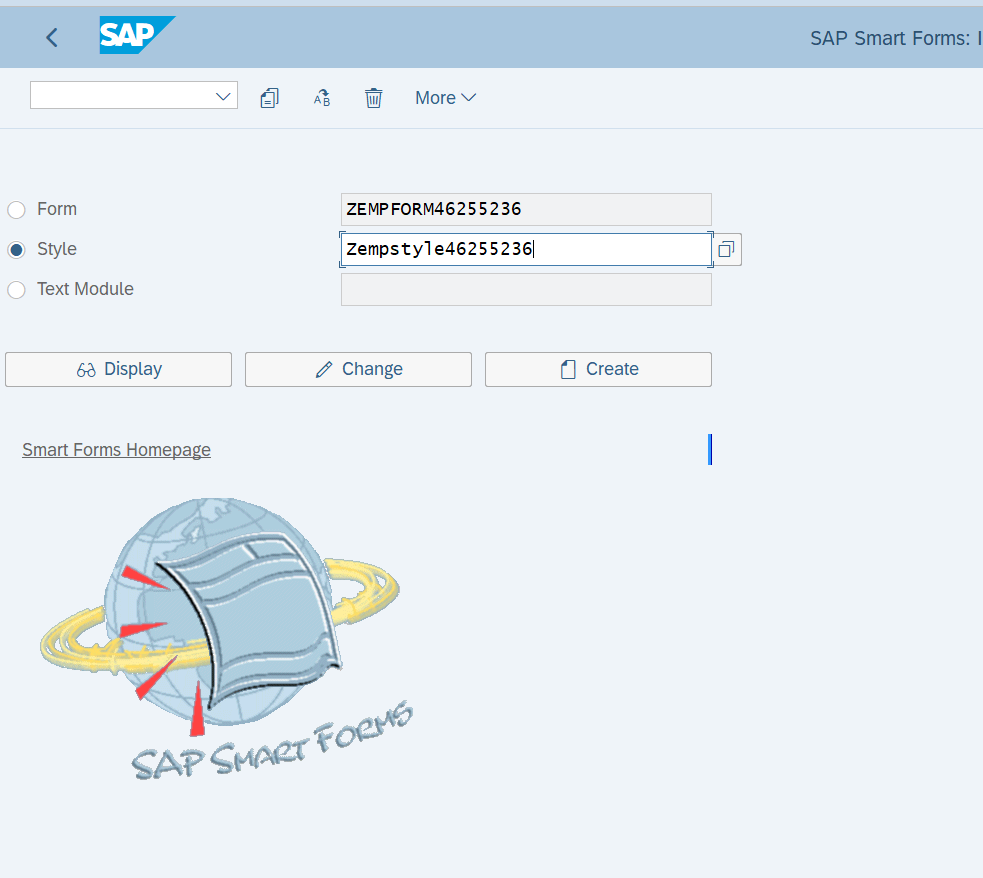 SAP
SAP Smart Forms: I
A B
More
Form ZEMPFORM46255236
Style Zempstyle46255236
Text Module
Display Change Create
Smart Forms Homepage
SAP SMART FORMS